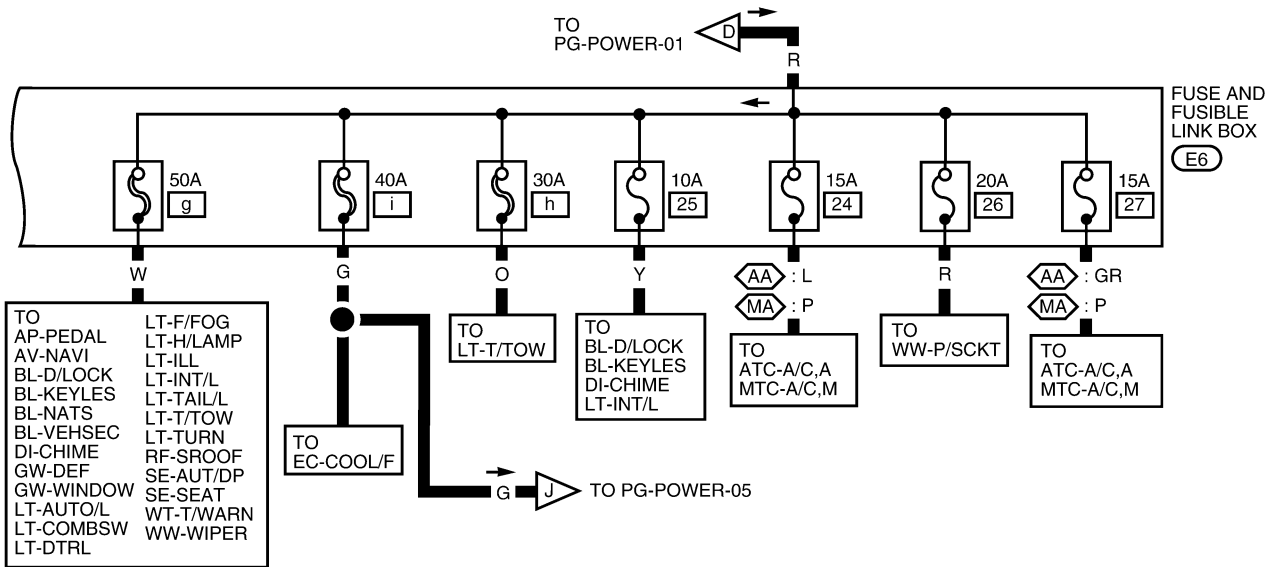 TO
PG-POWER-01
D
R
FUSE AND
FUSIBLE
LINK BOX
E6
50A
g
40A
i
30A
h
10A
25
15A
24
20A
26
15A
27
W
G
O
Y
AA : L
MA : P
R
AA : GR
MA : P
TO
AP-PEDAL
AV-NAVI
BL-D/LOCK
BL-KEYLES
BL-NATS
BL-VEHSEC
DI-CHIME
GW-DEF
GW-WINDOW
LT-AUTO/L
LT-COMBSW
LT-DTRL
LT-F/FOG
LT-H/LAMP
LT-ILL
LT-INT/L
LT-TAIL/L
LT-T/TOW
LT-TURN
RF-SROOF
SE-AUT/DP
SE-SEAT
WT-T/WARN
WW-WIPER
TO
EC-COOL/F
TO
LT-T/TOW
TO
BL-D/LOCK
BL-KEYLES
DI-CHIME
LT-INT/L
TO
ATC-A/C,A
MTC-A/C,M
TO
WW-P/SCKT
TO
ATC-A/C,A
MTC-A/C,M
G
J
TO PG-POWER-05